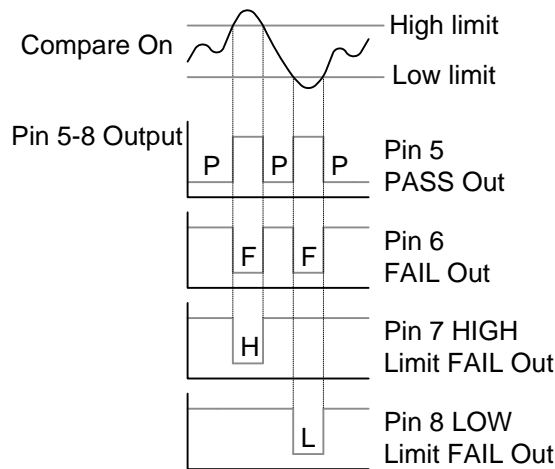 Compare On
High limit
Low limit
Pin 5-8 Output
P P P
Pin 5
PASS Out
F F
Pin 6
FAIL Out
H
Pin 7 HIGH
Limit FAIL Out
L
Pin 8 LOW
Limit FAIL Out